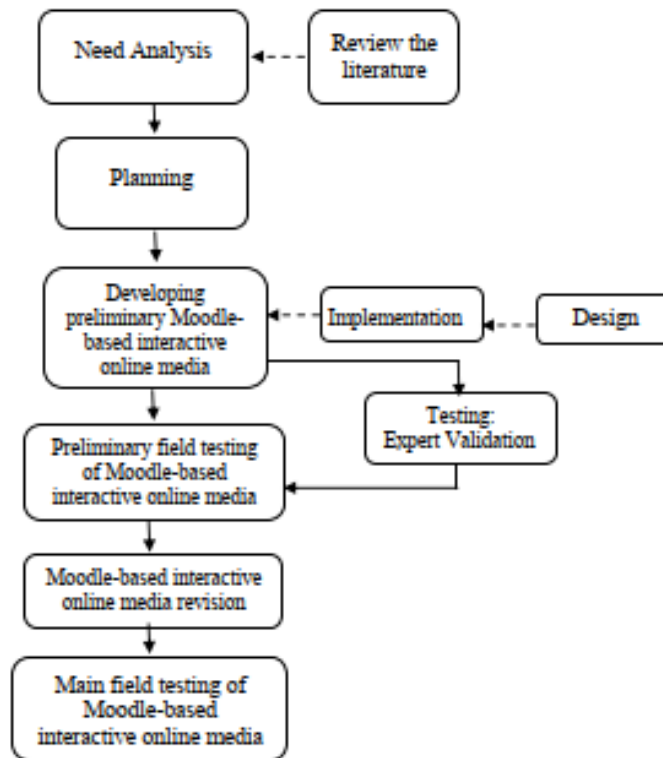 Need Analysis
Review the
literature
Planning
Developing
preliminary Moodle-
based interactive
online media
Implementation
Design
Testing:
Expert Validation
Preliminary field testing
of Moodle-based
interactive online media
Moodle-based interactive
online media revision
Main field testing of
Moodle-based
interactive online media